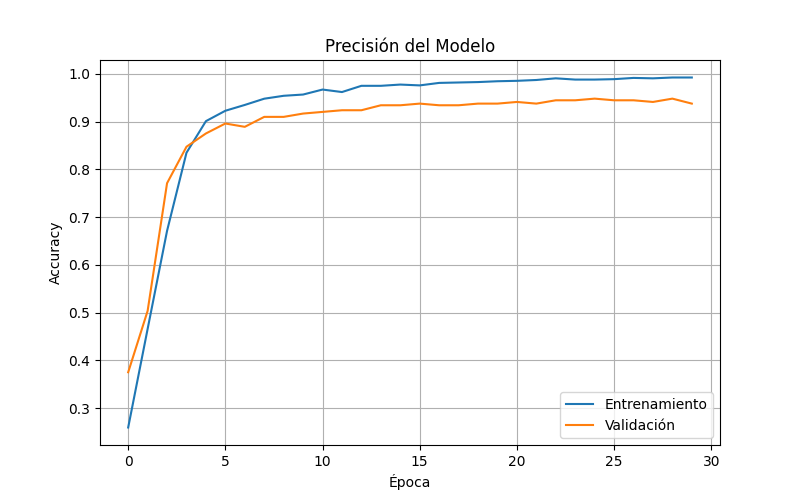 Precisión del Modelo
1.0
0.9
0.8
0.7
0.6
0.5
0.4
0.3
Accuracy
Entrenamiento
Validación
0 5 10 15 20 25 30
Época